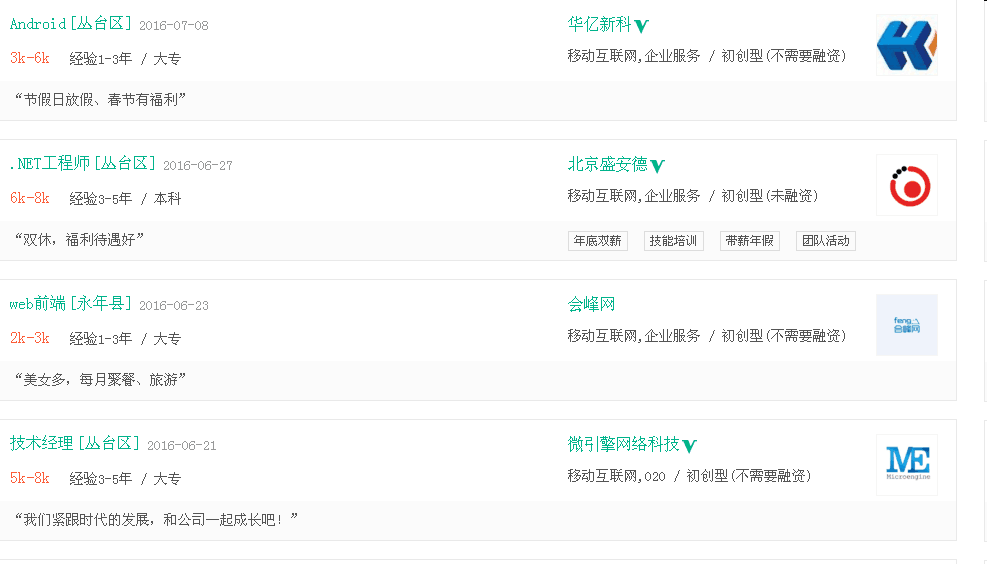 Android[丛台区] 2016-07-08
华亿新科
3k-6k 经验1-3年 / 大专
移动互联网,企业服务 / 初创型(不需要融资)
“节假日放假、春节有福利”
.NET工程师[丛台区] 2016-06-27
北京盛安德
6k-8k 经验3-5年 / 本科
移动互联网,企业服务 / 初创型(未融资)
“双休，福利待遇好”
年底双薪 技能培训 带薪年假 团队活动
web前端[永年县] 2016-06-23
会峰网
feng
会峰网
2k-3k 经验1-3年 / 大专
移动互联网,企业服务 / 初创型(不需要融资)
“美女多，每月聚餐、旅游”
技术经理[丛台区] 2016-06-21
微引擎网络科技
ME
Microengine
5k-8k 经验3-5年 / 大专
移动互联网,O2O / 初创型(不需要融资)
“我们紧跟时代的发展，和公司一起成长吧！”